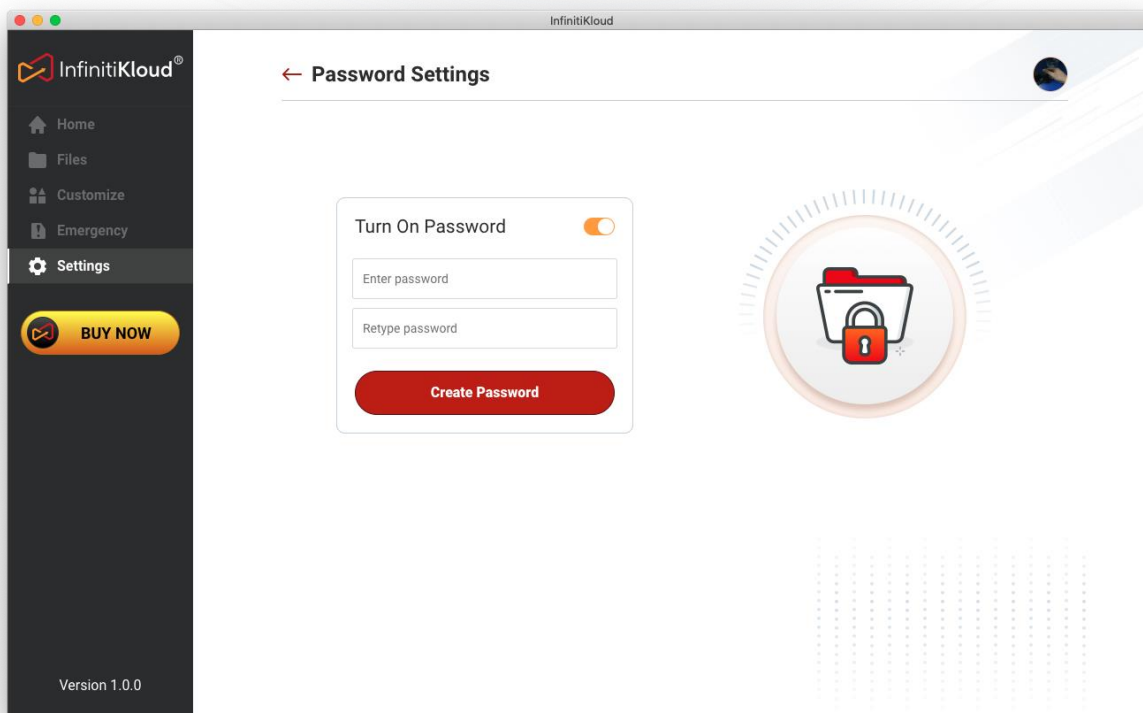 InfinitiKloud
InfinitiKloud®
Home
Files
Customize
Emergency
Settings
BUY NOW
Version 1.0.0
← Password Settings
Turn On Password
Enter password
Retype password
Create Password